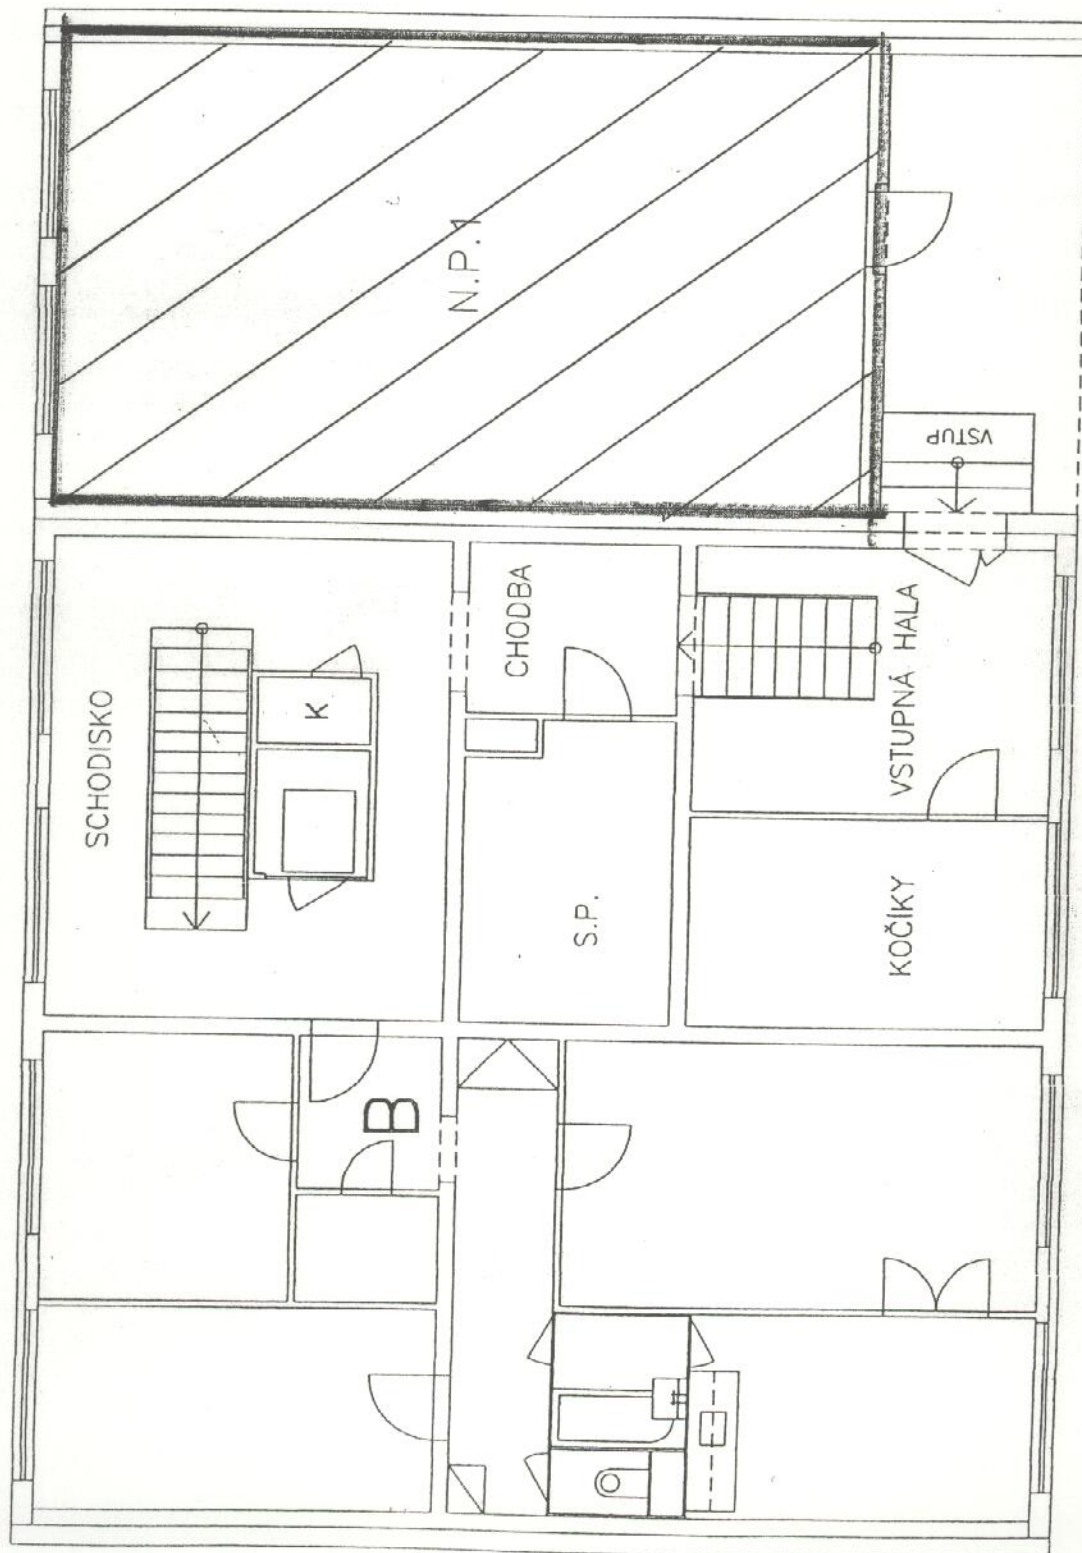 N.P.1
VSTUP
SCHODISKO
K
CHODBA
VSTUPNÁ HALA
S.P.
KOČÍKY
B